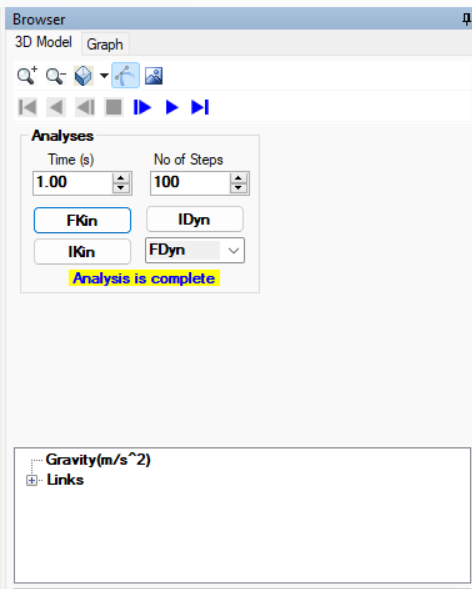 Browser
3D Model Graph
Analyses
Time (s) No of Steps
1.00 100
FKin IDyn
IKin FDyn
Analysis is complete
Gravity(m/s^2)
Links